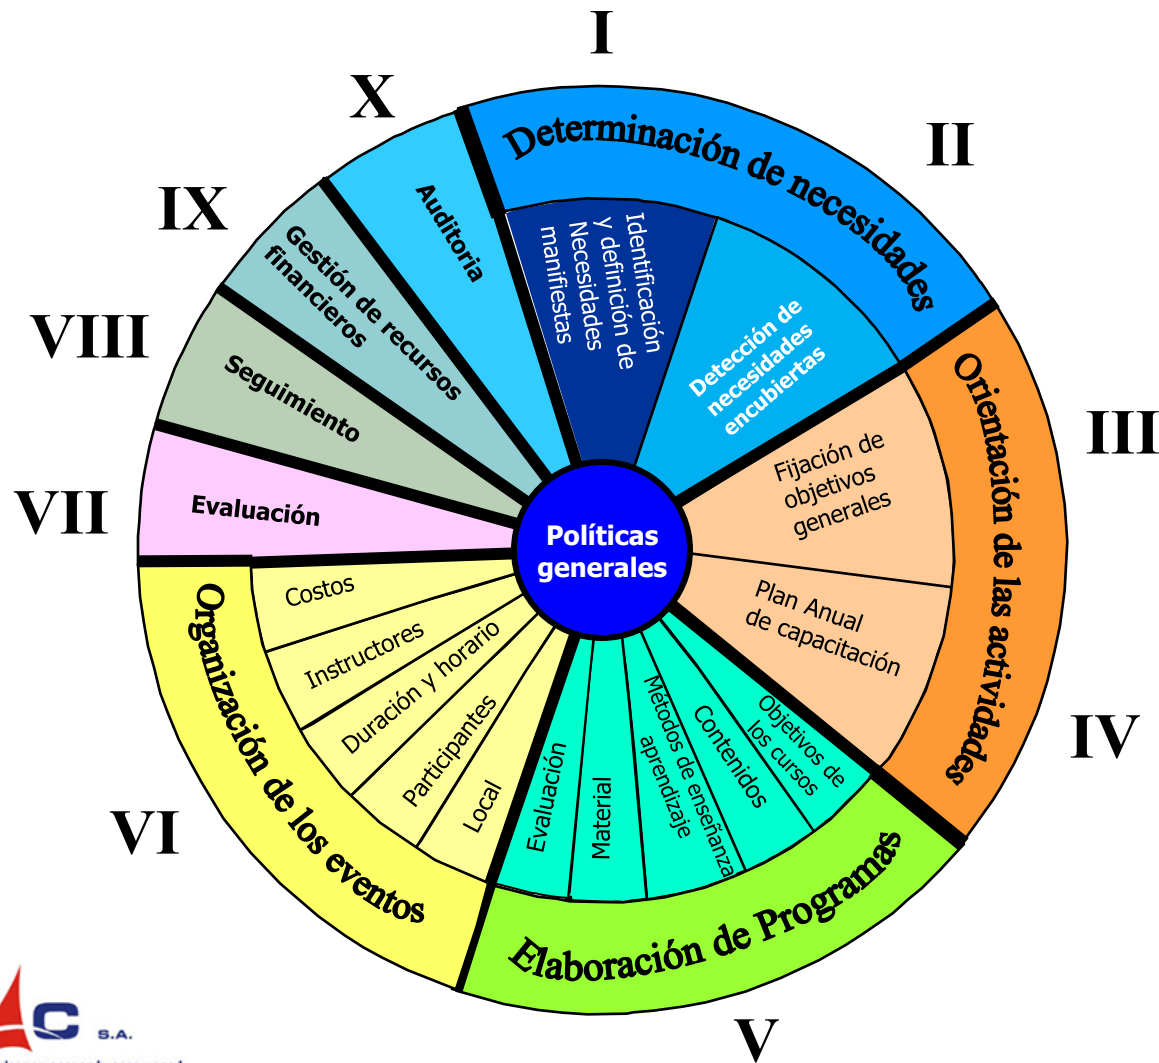 I
II
Determinación de necesidades
Identificación
y definición de
Necesidades
manifiestas
Detección de
necesidades
encubiertas
III
Orientación de las actividades
Fijación de
objetivos
generales
IV
Plan Anual
de capacitación
V
Elaboración de Programas
Objetivos de
los cursos
Contenidos
Métodos de enseñanza
aprendizaje
Material
Evaluación
VI
Organización de los eventos
Local
Participantes
Duración y horario
Instructores
Costos
VII
Evaluación
VIII
Seguimiento
IX
Gestión de recursos
financieros
X
Auditoria
Políticas
generales
C S.A.